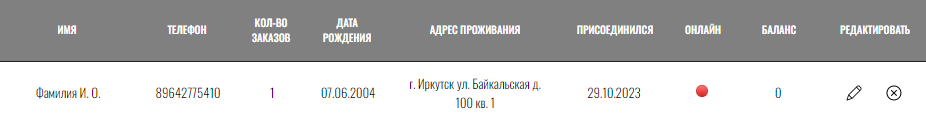 ИМЯ ТЕЛЕФОН КОЛ-ВО ЗАКАЗОВ ДАТА РОЖДЕНИЯ АДРЕС ПРОЖИВАНИЯ ПРИСОЕДИНИЛСЯ ОНЛАЙН БАЛАНС РЕДАКТИРОВАТЬ
Фамилия И. О. 89642775410 1 07.06.2004 г. Иркутск ул. Байкальская д. 100 кв. 1 29.10.2023 0